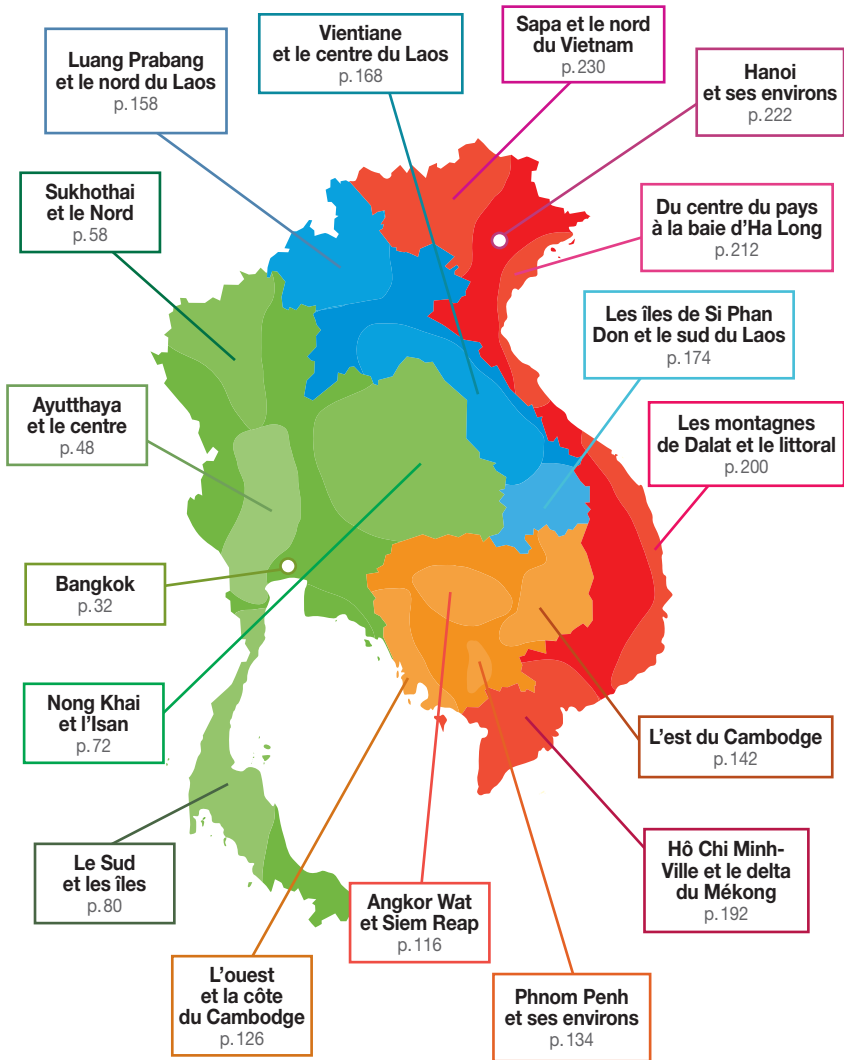 Sapa et le nord
du Vietnam
p. 230
Vientiane
et le centre du Laos
p. 168
Luang Prabang
et le nord du Laos
p. 158
Hanoi
et ses environs
p. 222
Sukhothai
et le Nord
p. 58
Du centre du pays
à la baie d'Ha Long
p. 212
Les îles de Si Phan
Don et le sud du Laos
p. 174
Ayutthaya
et le centre
p. 48
Les montagnes
de Dalat et le littoral
p. 200
Bangkok
p. 32
Nong Khai
et l'Isan
p. 72
L'est du Cambodge
p. 142
Le Sud
et les îles
p. 80
Hô Chi Minh-
Ville et le delta
du Mékong
p. 192
Angkor Wat
et Siem Reap
p. 116
L'ouest
et la côte
du Cambodge
p. 126
Phnom Penh
et ses environs
p. 134